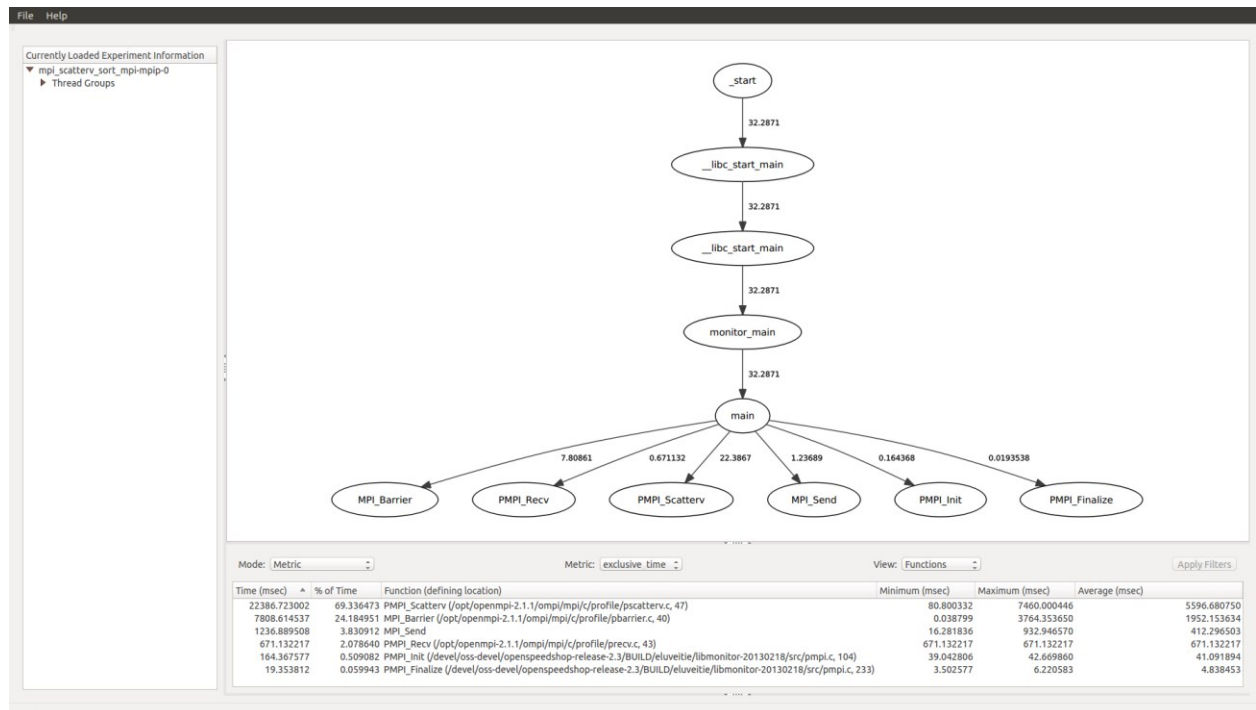 File Help
Currently Loaded Experiment Information
mpi_scatterv_sort_mpi-mpip-0
Thread Groups
_start
32.2871
__libc_start_main
32.2871
__libc_start_main
32.2871
monitor_main
32.2871
main
7.80861 0.671132 22.3867 1.23689 0.164368 0.0193538
MPI_Barrier PMPI_Recv PMPI_Scatterv MPI_Send PMPI_Init PMPI_Finalize
Mode: Metric Metric: exclusive_time View: Functions Apply Filters
Time (msec) % of Time Function (defining location) Minimum (msec) Maximum (msec) Average (msec)
22386.723002 69.336473 PMPI_Scatterv (/opt/openmpi-2.1.1/ompi/mpi/c/profile/pscatterv.c, 47) 80.800332 7460.000446 5596.680750
7808.614537 24.184951 MPI_Barrier (/opt/openmpi-2.1.1/ompi/mpi/c/profile/pbarrier.c, 40) 0.038799 3764.353650 1952.153634
1236.889508 3.830912 MPI_Send 16.281836 932.946570 412.296503
671.132217 2.078640 PMPI_Recv (/opt/openmpi-2.1.1/ompi/mpi/c/profile/precv.c, 43) 671.132217 671.132217 671.132217
164.367577 0.509082 PMPI_Init (/devel/oss-devel/openspeedshop-release-2.3/BUILD/eluveitie/libmonitor-20130218/src/pmpi.c, 104) 39.042806 42.669860 41.091894
19.353812 0.059943 PMPI_Finalize (/devel/oss-devel/openspeedshop-release-2.3/BUILD/eluveitie/libmonitor-20130218/src/pmpi.c, 233) 3.502577 6.220583 4.838453